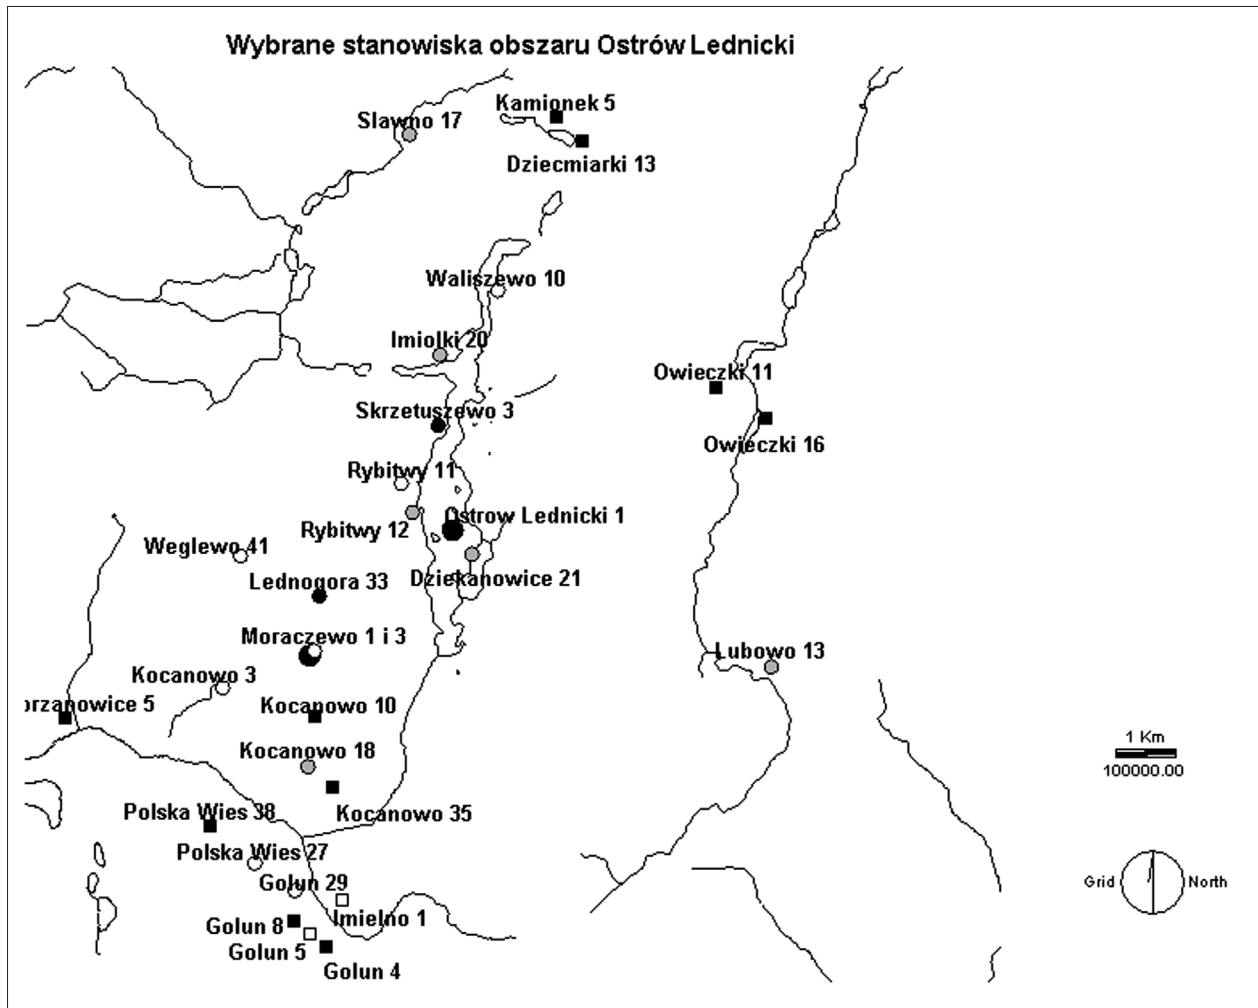 Wybrane stanowiska obszaru Ostrów Lednicki
Kamionek 5
Slawno 17
Dziecmiarki 13
Waliszewo 10
Imiolki 20
Owieczki 11
Skrzetuszewo 3
Owieczki 16
Rybitwy 11
Ostrow Lednicki 1
Rybitwy 12
Weglewo 41
Dziekanowice 21
Lednogora 33
Moraczewo 1 i 3
Lubowo 13
Kocanowo 3
orzanowice 5
Kocanowo 10
1 Km
Kocanowo 18
100000.00
Polska Wies 38
Kocanowo 35
Polska Wies 27
Golun 29
Grid North
Imielno 1
Golun 8
Golun 5
Golun 4